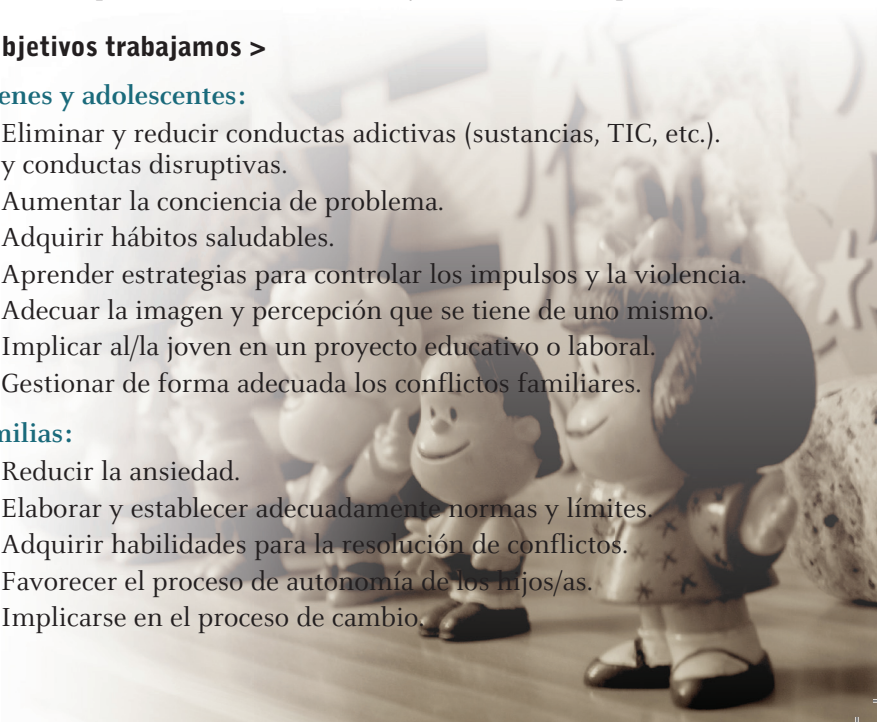 bjetivos trabajamos >
enes y adolescentes:
Eliminar y reducir conductas adictivas (sustancias, TIC, etc.).
y conductas disruptivas.
Aumentar la conciencia de problema.
Adquirir hábitos saludables.
Aprender estrategias para controlar los impulsos y la violencia.
Adecuar la imagen y percepción que se tiene de uno mismo.
Implicar al/la joven en un proyecto educativo o laboral.
Gestionar de forma adecuada los conflictos familiares.
milias:
Reducir la ansiedad.
Elaborar y establecer adecuadamente normas y límites.
Adquirir habilidades para la resolución de conflictos.
Favorecer el proceso de autonomía de los hijos/as.
Implicarse en el proceso de cambio.